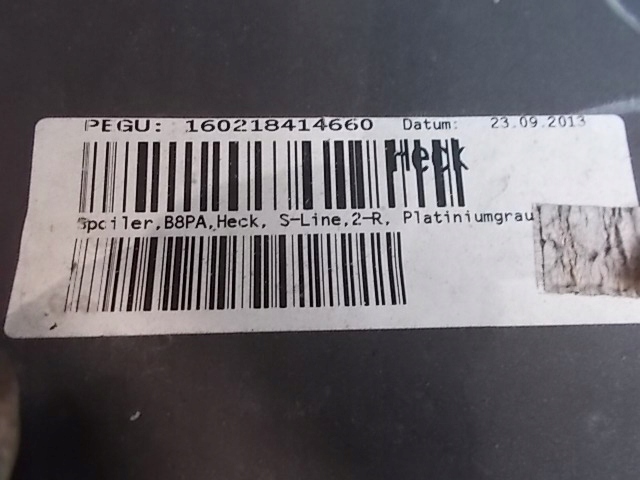 PEGU: 160218414660 Datum: 23.09.2013
Heck
Spoiler,B8PA,Heck, S-Line,2-R, Platiniumgrau